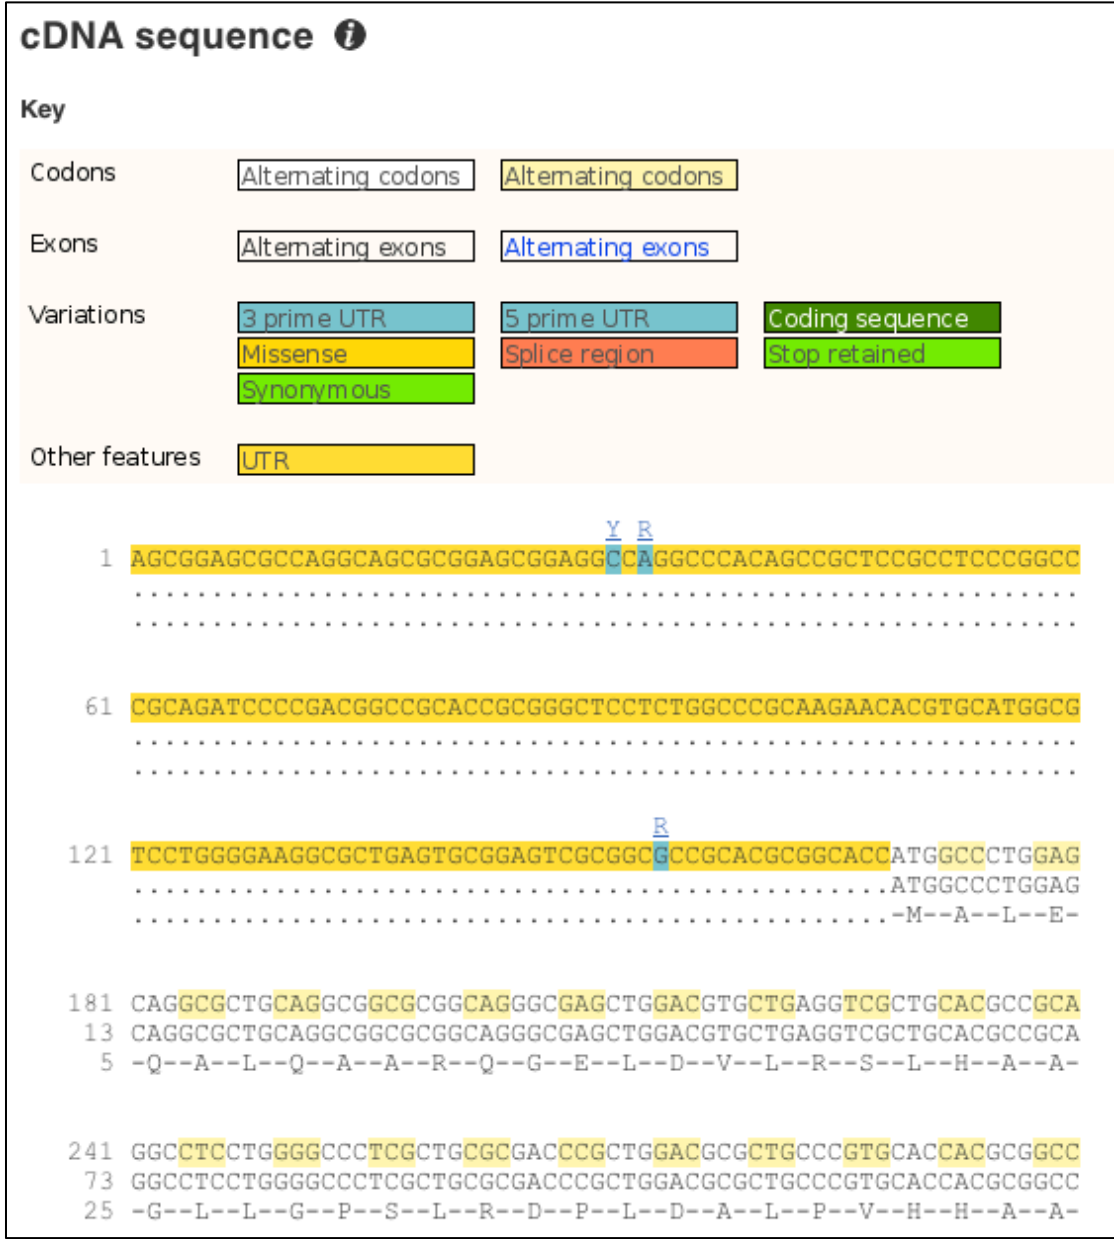 cDNA sequence i
Key
Codons Alternating codons Alternating codons
Exons Alternating exons Alternating exons
Variations 3 prime UTR 5 prime UTR Coding sequence
Missense Splice region Stop retained
Synonymous
Other features UTR
Y R
1 AGCGGAGCGCCAGGCAGCGCGGAGCGGAGGCCAGGCCCACAGCCGCTCCGCCTCCCGGCC
............................................................
............................................................
61 CGCAGATCCCCGACGGCCGCACCGCGGGCTCCTCTGGCCCGCAAGAACACGTGCATGGCG
............................................................
............................................................
R
121 TCCTGGGGAAGGCGCTGAGTGCGGAGTCGCGGCGCCGCACGCGGCACCATGGCCCTGGAG
................................................ATGGCCCTGGAG
................................................-M--A--L--E-
181 CAGGCGCTGCAGGCGGCGCGGCAGGGCGAGCTGGACGTGCTGAGGTCGCTGCACGCCGCA
13 CAGGCGCTGCAGGCGGCGCGGCAGGGCGAGCTGGACGTGCTGAGGTCGCTGCACGCCGCA
5 -Q--A--L--Q--A--A--R--Q--G--E--L--D--V--L--R--S--L--H--A--A-
241 GGCCTCCTGGGGCCCTCGCTGCGCGACCCGCTGGACGCGCTGCCCGTGCACCACGCGGCC
73 GGCCTCCTGGGGCCCTCGCTGCGCGACCCGCTGGACGCGCTGCCCGTGCACCACGCGGCC
25 -G--L--L--G--P--S--L--R--D--P--L--D--A--L--P--V--H--H--A--A-